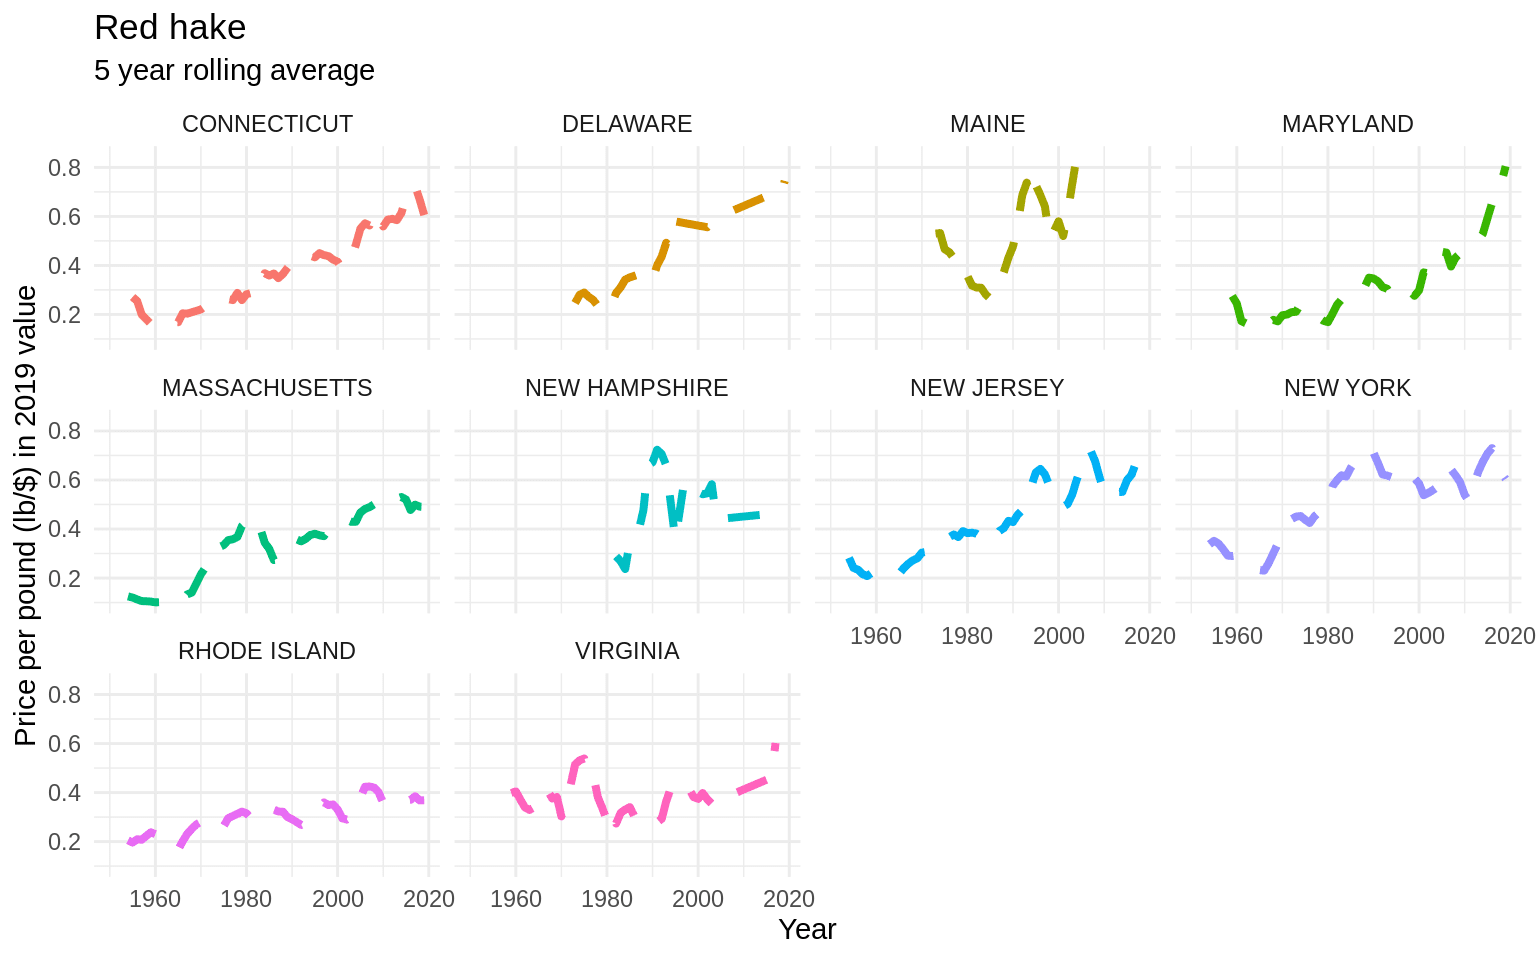 Red hake
5 year rolling average
CONNECTICUT
DELAWARE
MAINE
MARYLAND
0.8
0.6
0.4
0.2
MASSACHUSETTS
NEW HAMPSHIRE
NEW JERSEY
NEW YORK
0.8
0.6
0.4
0.2
1960
1980
2000
2020
1960
1980
2000
2020
RHODE ISLAND
VIRGINIA
0.8
0.6
0.4
0.2
1960
1980
2000
2020
1960
1980
2000
2020
Year
Price per pound (lb/$) in 2019 value